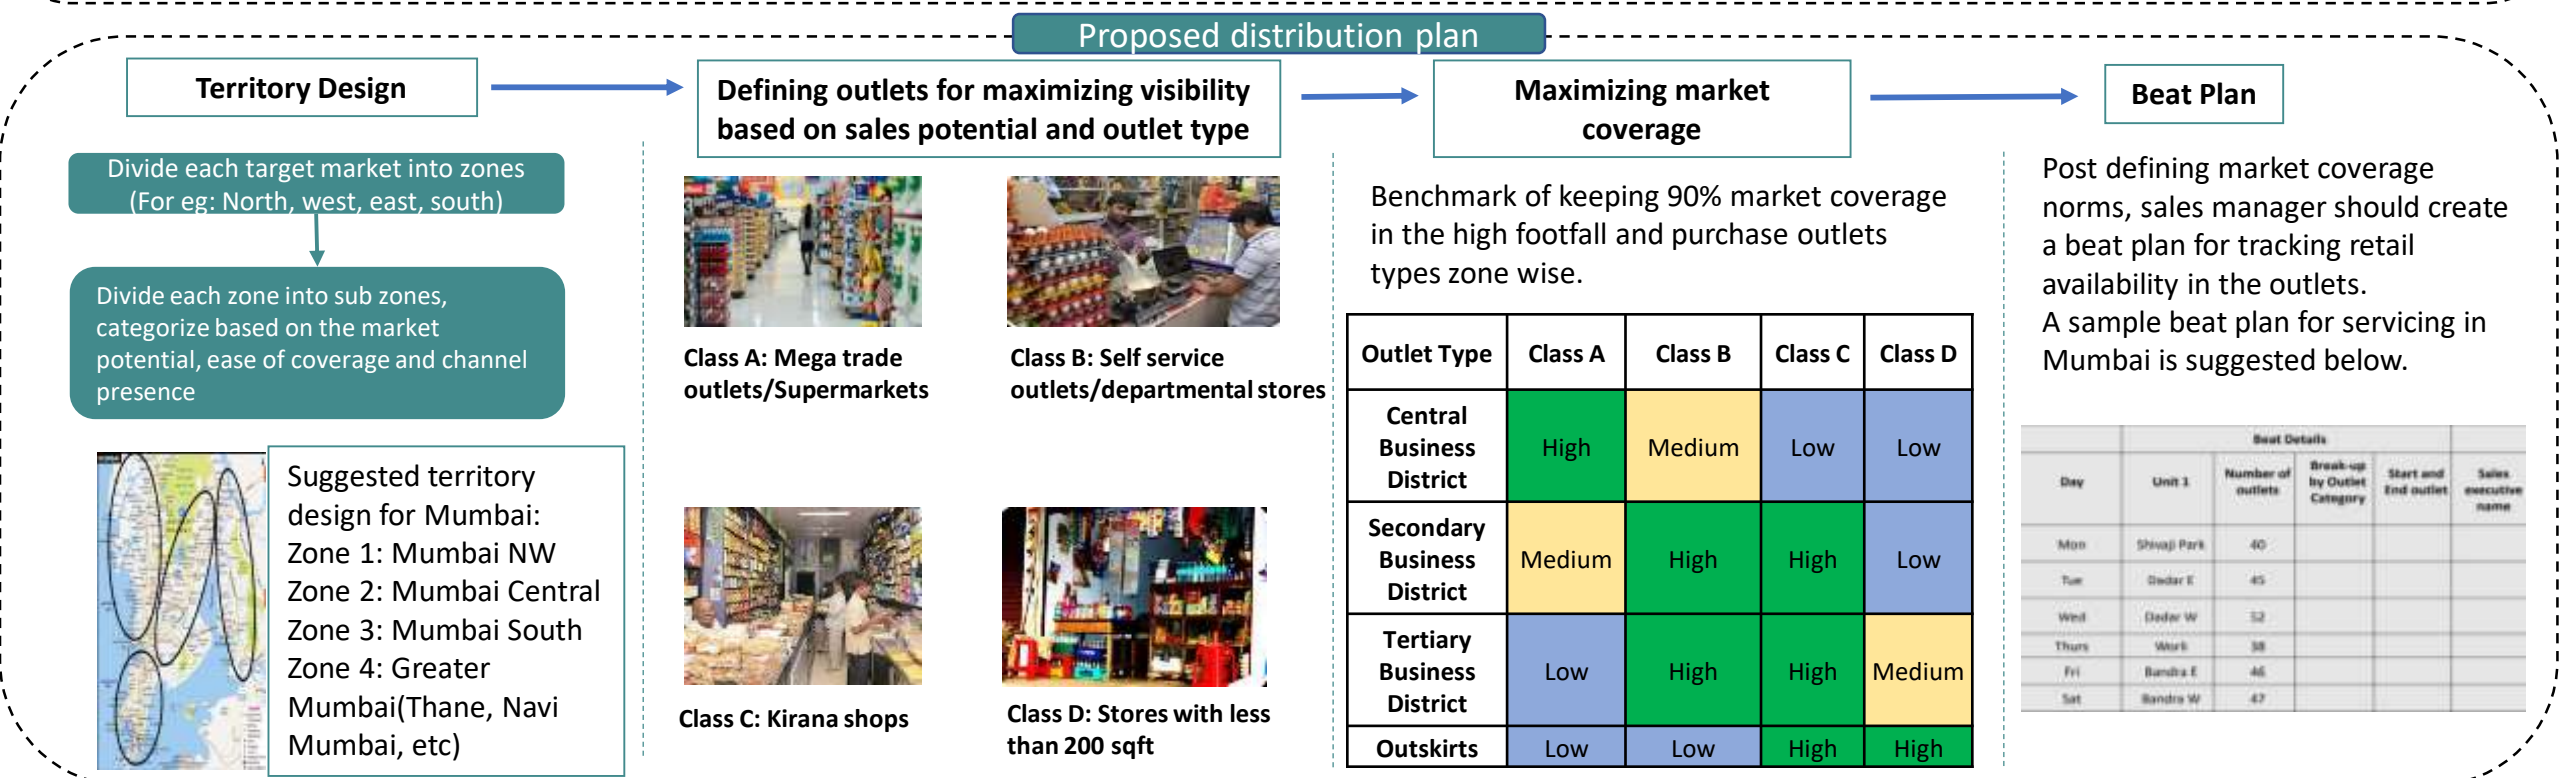 Proposed distribution plan
Territory Design
Divide each target market into zones
(For eg: North, west, east, south)
Divide each zone into sub zones,
categorize based on the market
potential, ease of coverage and channel
presence
Suggested territory
design for Mumbai:
Zone 1: Mumbai NW
Zone 2: Mumbai Central
Zone 3: Mumbai South
Zone 4: Greater
Mumbai(Thane, Navi
Mumbai, etc)
Defining outlets for maximizing visibility
based on sales potential and outlet type
Class A: Mega trade
outlets/Supermarkets
Class B: Self service
outlets/departmental stores
Class C: Kirana shops
Class D: Stores with less
than 200 sqft
Maximizing market
coverage
Benchmark of keeping 90% market coverage
in the high footfall and purchase outlets
types zone wise.
Outlet Type Class A Class B Class C Class D
Central
Business
District
High Medium Low Low
Secondary
Business
District
Medium High High Low
Tertiary
Business
District
Low High High Medium
Outskirts Low Low High High
Beat Plan
Post defining market coverage
norms, sales manager should create
a beat plan for tracking retail
availability in the outlets.
A sample beat plan for servicing in
Mumbai is suggested below.
Beat Details
Day
Unit 1
Number of
outlets
Break-up
by Outlet
Category
Start and
End outlet
Sales
executive
name
Mon Shivaji Park 40
Tue Dadar E 45
Wed Dadar W 52
Thurs Worli 38
Fri Bandra E 46
Sat Bandra W 47